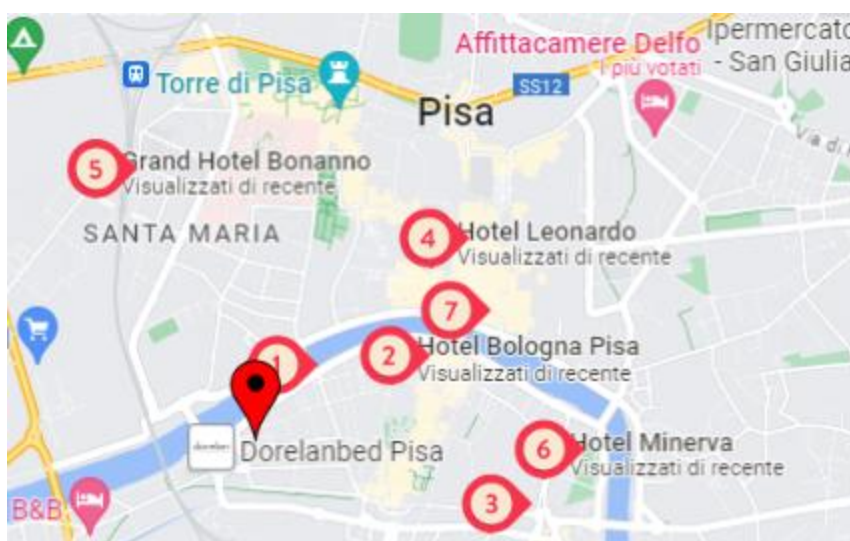 Affittacamere Delfo
I più votati
Ipermercato
- San Giulia
SS12
Torre di Pisa
Pisa
Via di
5
Grand Hotel Bonanno
Visualizzati di recente
SANTA MARIA
4
Hotel Leonardo
Visualizzati di recente
7
1
2
Hotel Bologna Pisa
Visualizzati di recente
Dorelanbed Pisa
6
Hotel Minerva
Visualizzati di recente
3
B&B